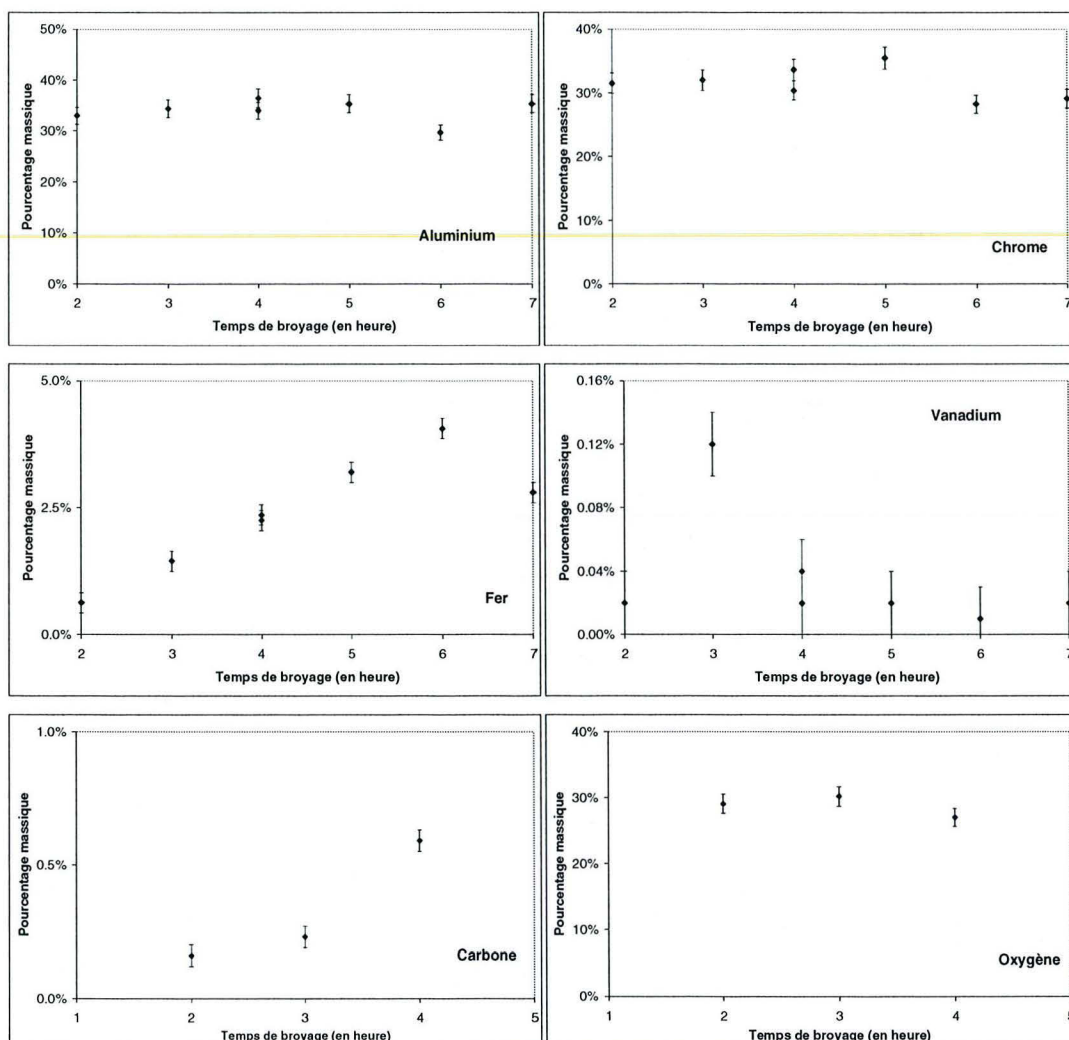 50%
40%
30%
20%
10%
0%
Pourcentage massique
Aluminium
2 3 4 5 6 7
Temps de broyage (en heure)
40%
30%
20%
10%
0%
Pourcentage massique
Chrome
2 3 4 5 6 7
Temps de broyage (en heure)
5.0%
2.5%
0.0%
Pourcentage massique
Fer
2 3 4 5 6 7
Temps de broyage (en heure)
0.16%
0.12%
0.08%
0.04%
0.00%
Pourcentage massique
Vanadium
2 3 4 5 6 7
Temps de broyage (en heure)
1.0%
0.5%
0.0%
Pourcentage massique
Carbone
1 2 3 4 5
Temps de broyage (en heure)
40%
30%
20%
10%
0%
Pourcentage massique
Oxygène
1 2 3 4 5
Temps de broyage (en heure)